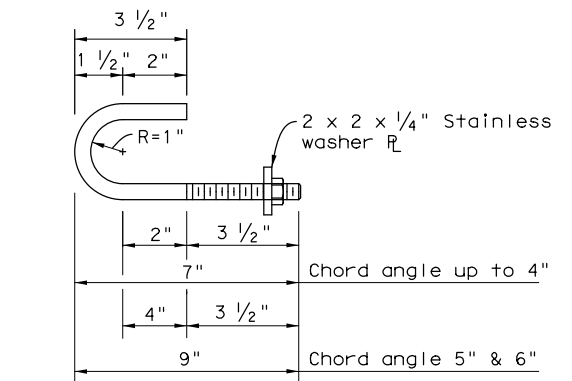 3 1/2"
1 1/2" 2"
R=1"
2 x 2 x 1/4" Stainless
washer ℄
2" 3 1/2"
7" Chord angle up to 4"
4" 3 1/2"
9" Chord angle 5" & 6"